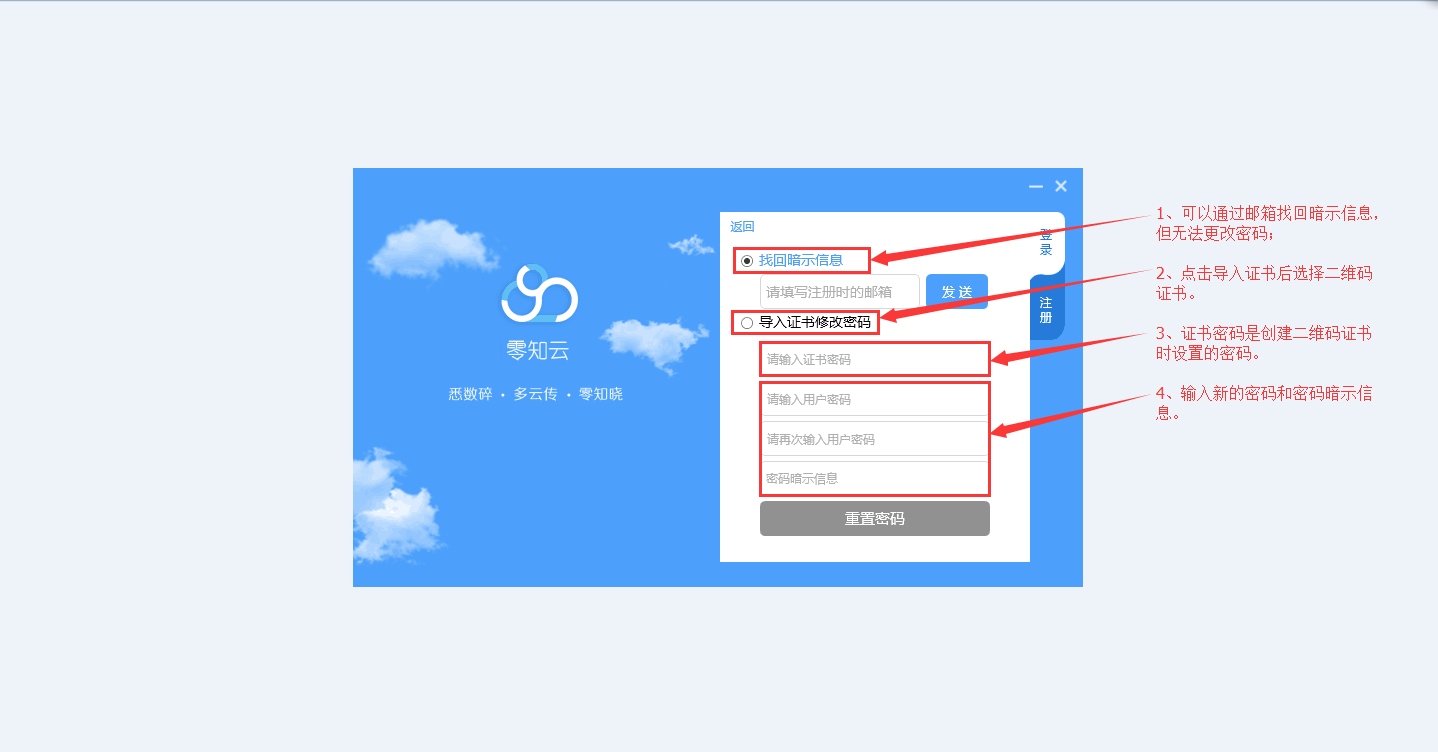 返回
找回暗示信息
请填写注册时的邮箱
发送
导入证书修改密码
请输入证书密码
请输入用户密码
请再次输入用户密码
密码暗示信息
重置密码
登录
注册
零知云
悉数碎 · 多云传 · 零知晓
1、可以通过邮箱找回暗示信息，
但无法更改密码；
2、点击导入证书后选择二维码
证书。
3、证书密码是创建二维码证书
时设置的密码。
4、输入新的密码和密码暗示信
息。